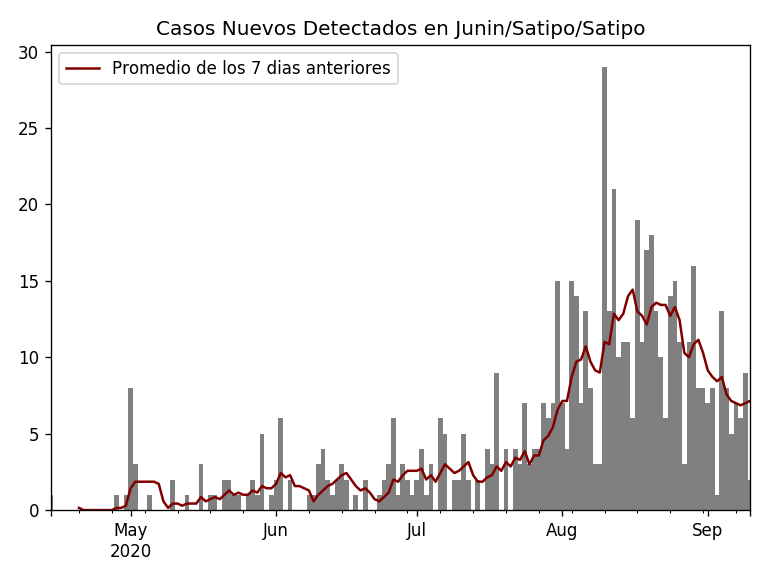 Casos Nuevos Detectados en Junin/Satipo/Satipo
Promedio de los 7 dias anteriores
30
25
20
15
10
5
0
May Jun Jul Aug Sep
2020